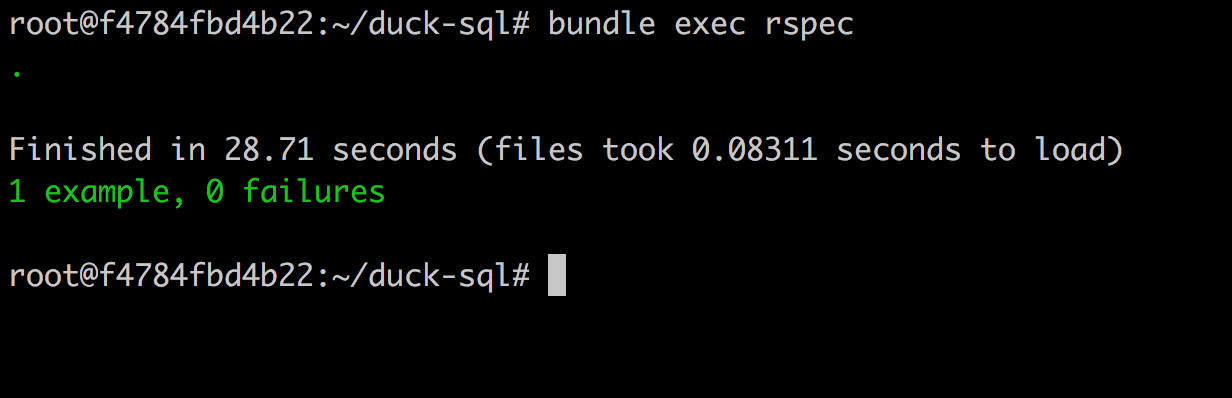 root@f4784fbd4b22:~/duck-sql# bundle exec rspec
.
Finished in 28.71 seconds (files took 0.08311 seconds to load)
1 example, 0 failures
root@f4784fbd4b22:~/duck-sql#